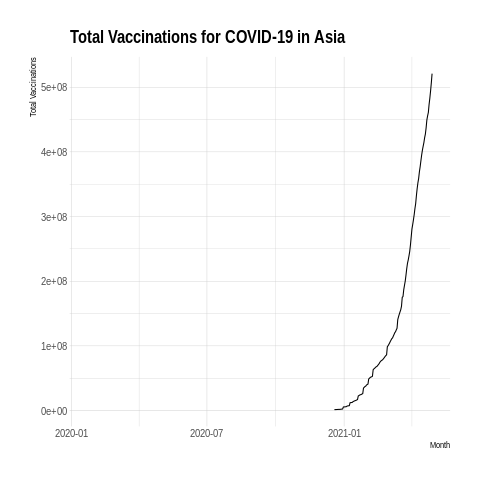 Total Vaccinations for COVID-19 in Asia
Total Vaccinations
5e+08
4e+08
3e+08
2e+08
1e+08
0e+00
2020-01 2020-07 2021-01
Month